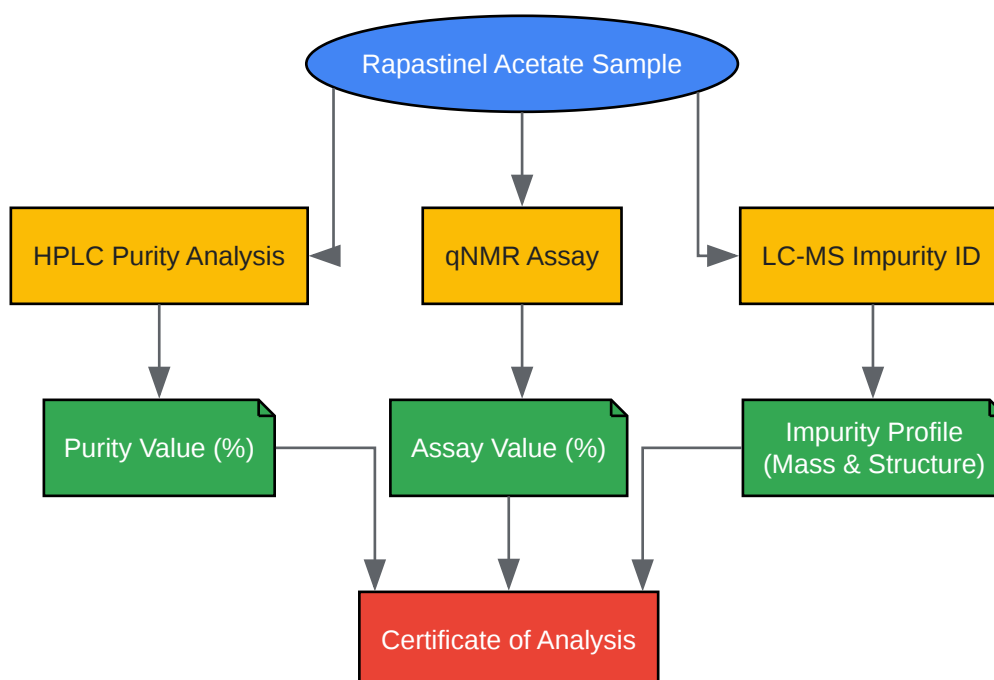 Rapastinel Acetate Sample
HPLC Purity Analysis
qNMR Assay
LC-MS Impurity ID
Purity Value (%)
Assay Value (%)
Impurity Profile
(Mass & Structure)
Certificate of Analysis